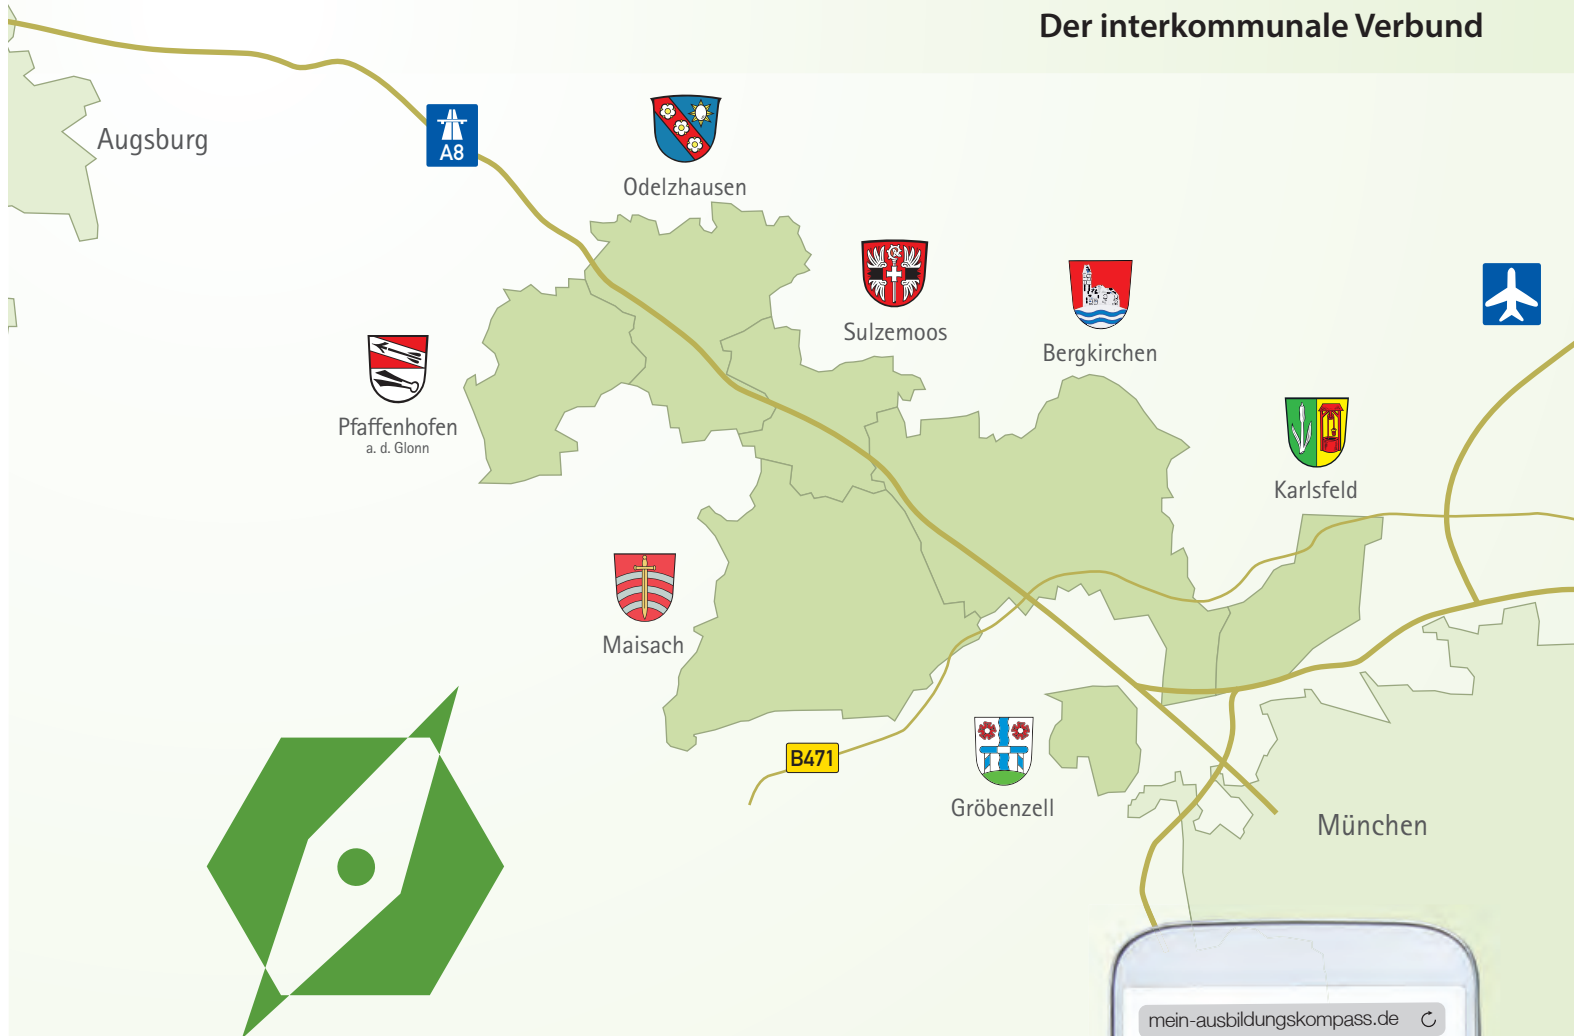 Der interkommunale Verbund
Augsburg
A8
Odelzhausen
Sulzemoos
Bergkirchen
Pfaffenhofen
a. d. Glonn
Karlsfeld
Maisach
B471
Gröbenzell
München
mein-ausbildungskompass.de